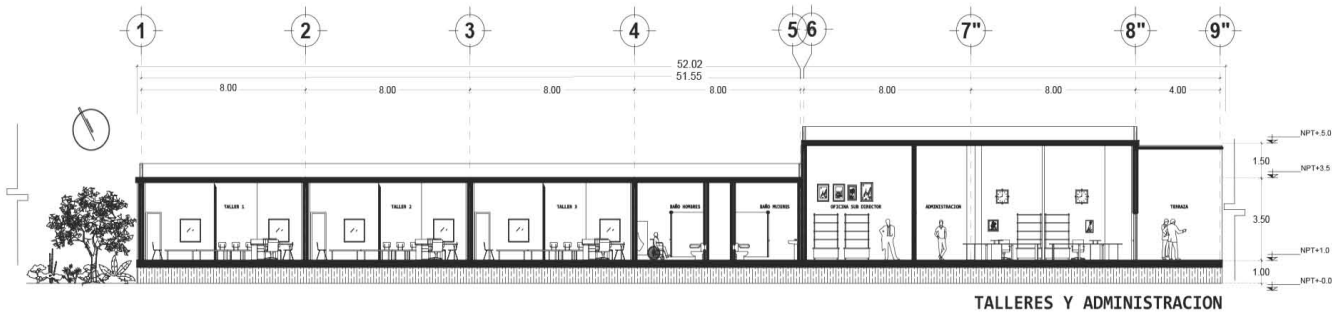 1 2 3 4 5 6 7" 8" 9"
52.02
51.55
8.00 8.00 8.00 8.00 8.00 8.00 4.00
NPT+.5.0
1.50
NPT+3.5
TALLER 1 TALLER 2 TALLER 3 BAÑO HOMBRES BAÑO MUJERES OFICINA SUB DIRECTOR ADMINISTRACION TERRAZA
3.50
NPT+1.0
1.00
NPT+-0.0
TALLERES Y ADMINISTRACION